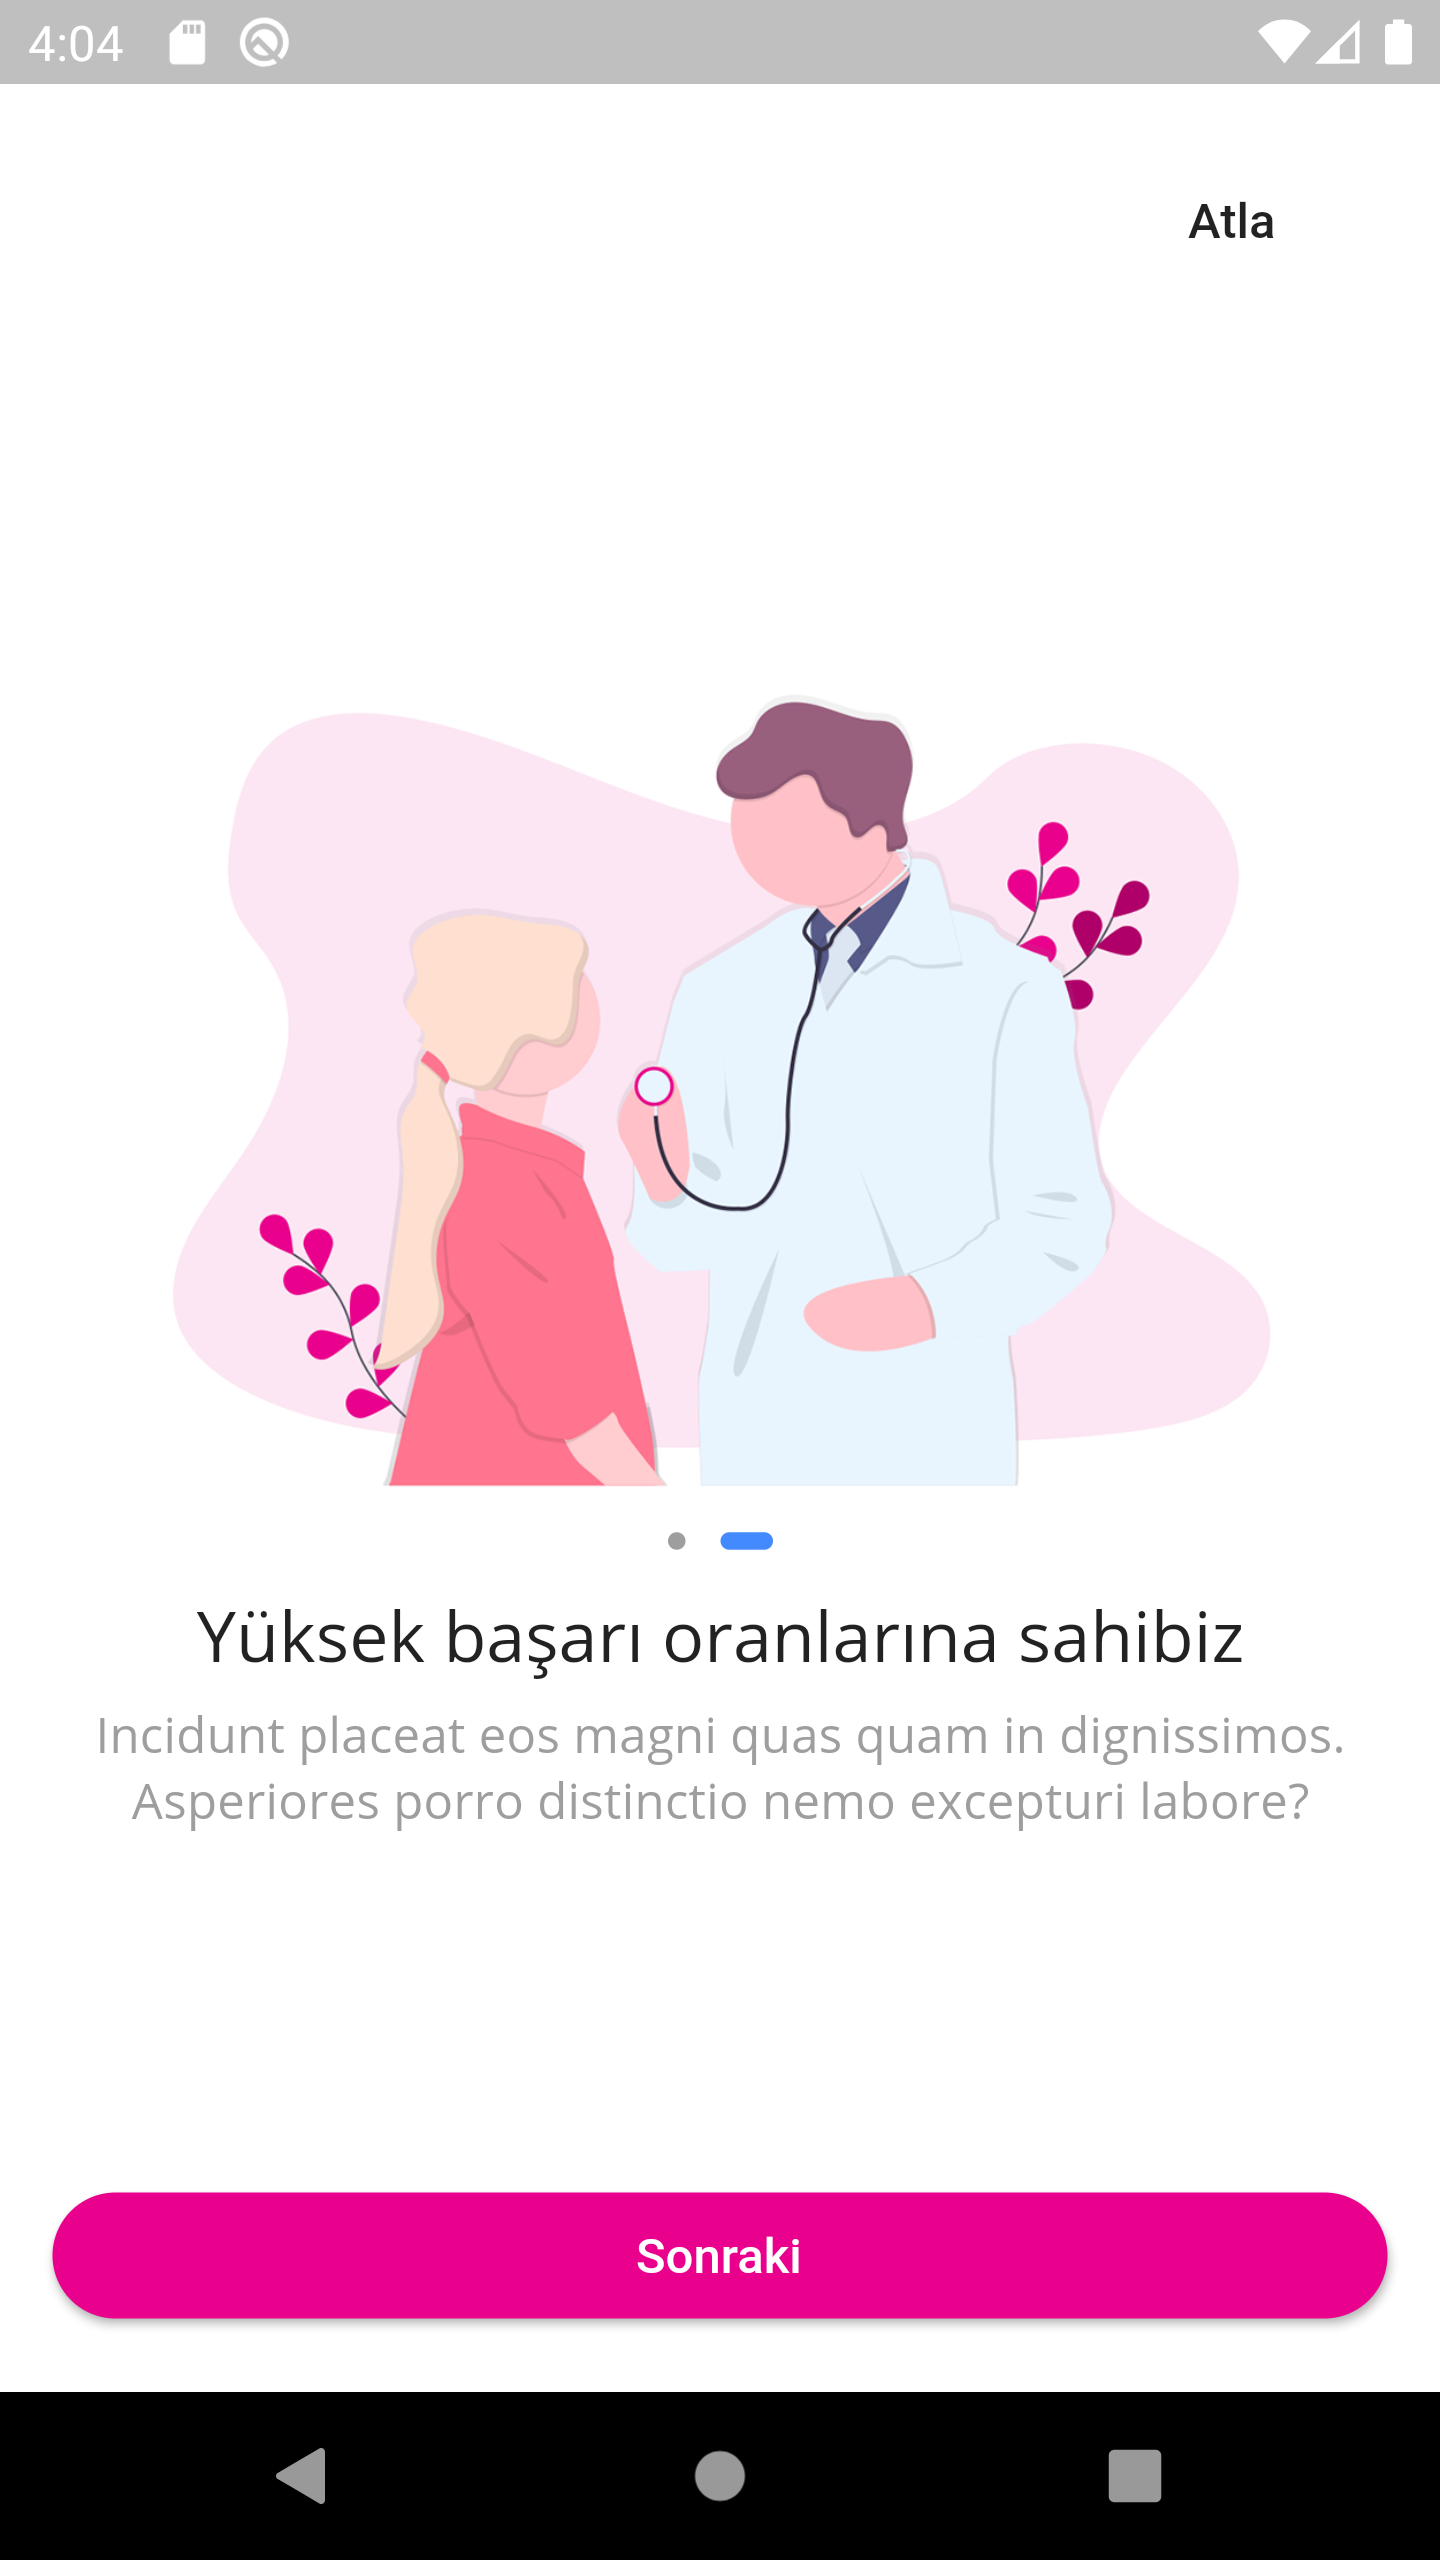 4:04
Atla
Yüksek başarı oranlarına sahibiz
Incidunt placeat eos magni quas quam in dignissimos.
Asperiores porro distinctio nemo excepturi labore?
Sonraki